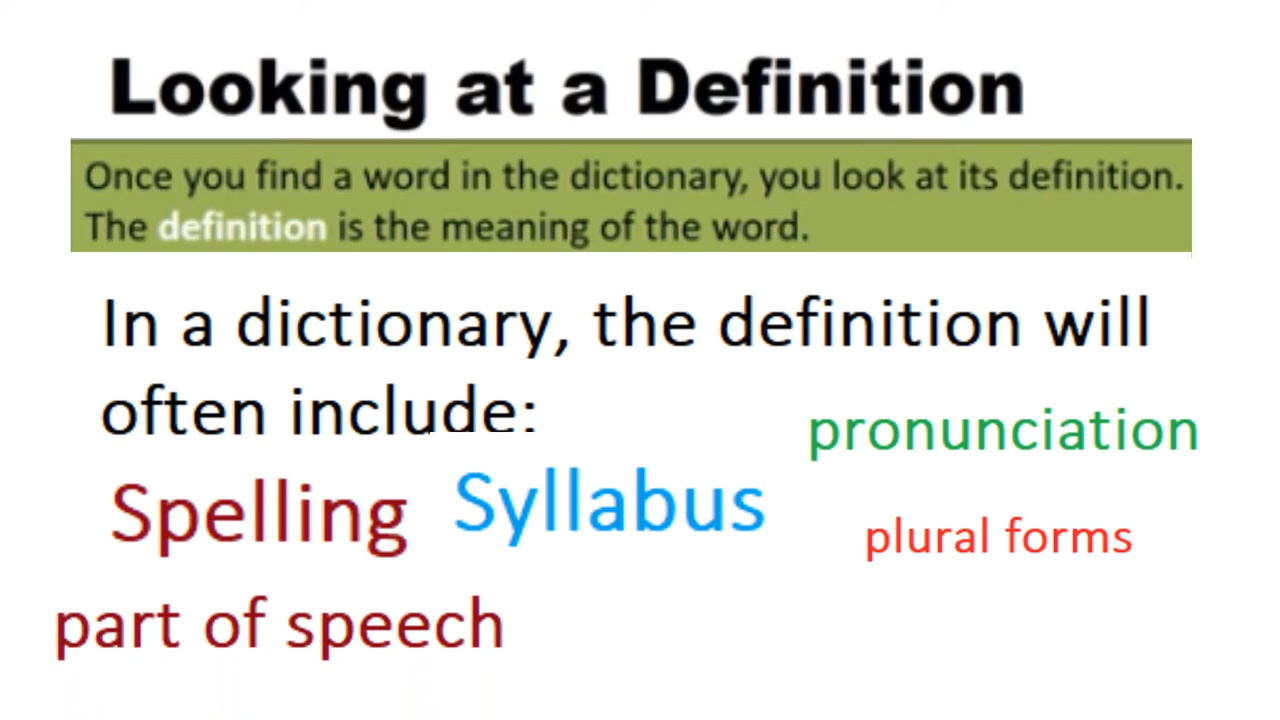 Looking at a Definition
Once you find a word in the dictionary, you look at its definition.
The definition is the meaning of the word.
In a dictionary, the definition will
often include:
pronunciation
Spelling
Syllabus
plural forms
part of speech